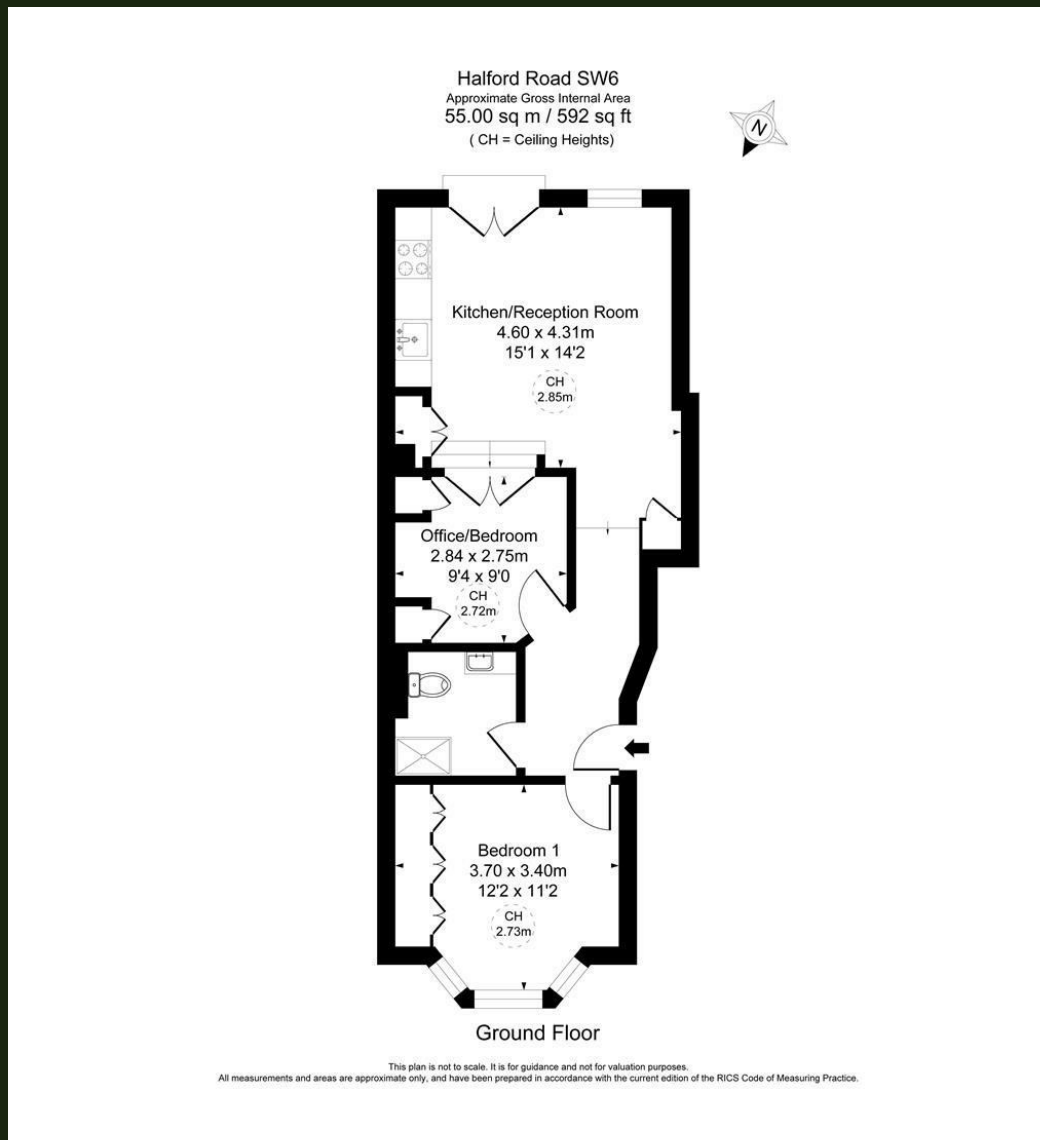 Halford Road SW6
Approximate Gross Internal Area
55.00 sq m / 592 sq ft
( CH = Ceiling Heights)
N
Kitchen/Reception Room
4.60 x 4.31m
15'1 x 14'2
CH
2.85m
Office/Bedroom
2.84 x 2.75m
9'4 x 9'0
CH
2.72m
Bedroom 1
3.70 x 3.40m
12'2 x 11'2
CH
2.73m
Ground Floor
This plan is not to scale. It is for guidance and not for valuation purposes.
All measurements and areas are approximate only, and have been prepared in accordance with the current edition of the RICS Code of Measuring Practice.